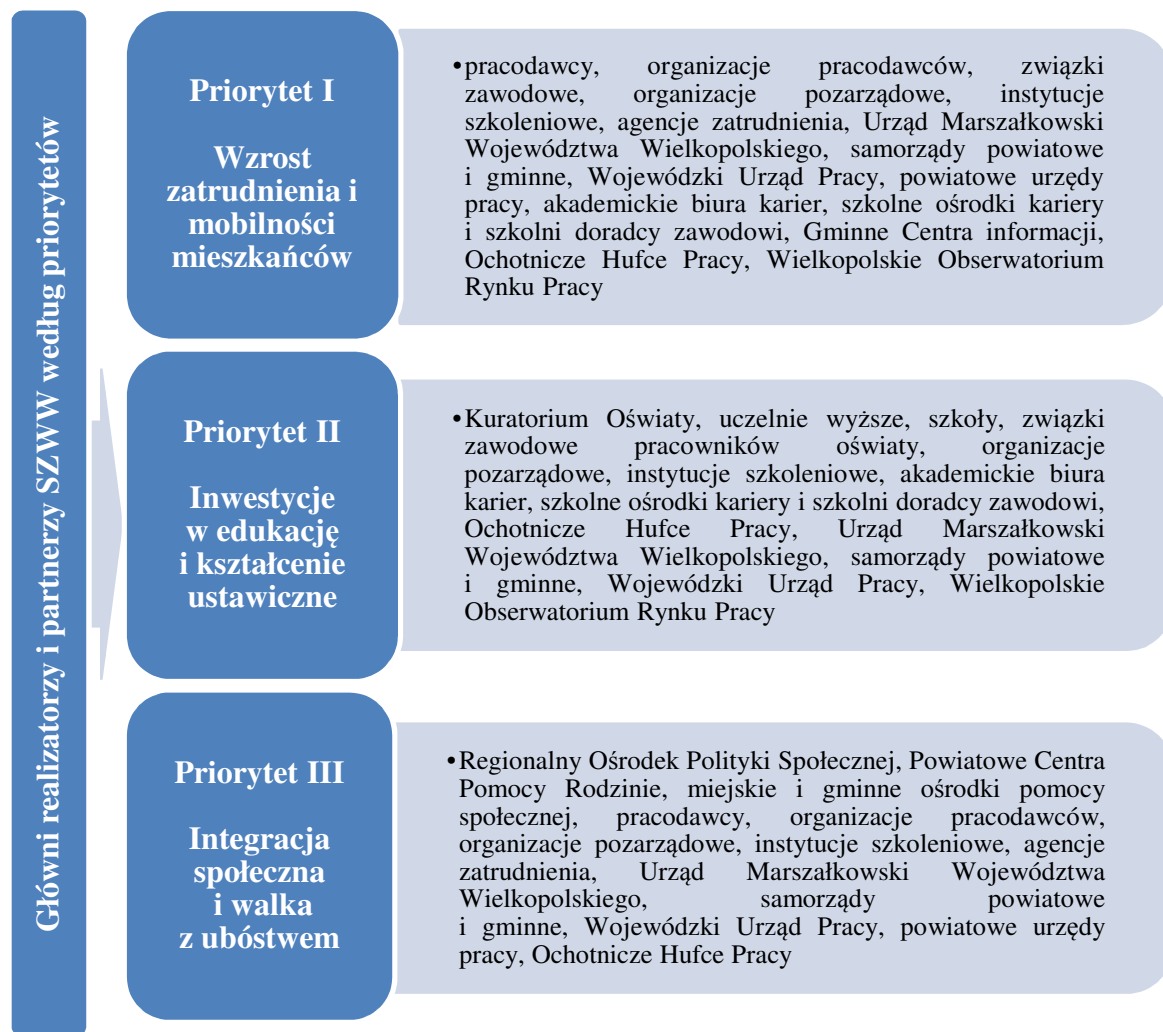 Główni realizatorzy i partnerzy SZWW według priorytetów
Priorytet I
Wzrost
zatrudnienia i
mobilności
mieszkańców
•pracodawcy, organizacje pracodawców, związki
zawodowe, organizacje pozarządowe, instytucje
szkoleniowe, agencje zatrudnienia, Urząd Marszałkowski
Województwa Wielkopolskiego, samorządy powiatowe
i gminne, Wojewódzki Urząd Pracy, powiatowe urzędy
pracy, akademickie biura karier, szkolne ośrodki kariery
i szkolni doradcy zawodowi, Gminne Centra informacji,
Ochotnicze Hufce Pracy, Wielkopolskie Obserwatorium
Rynku Pracy
Priorytet II
Inwestycje
w edukację
i kształcenie
ustawiczne
•Kuratorium Oświaty, uczelnie wyższe, szkoły, związki
zawodowe pracowników oświaty, organizacje
pozarządowe, instytucje szkoleniowe, akademickie biura
karier, szkolne ośrodki kariery i szkolni doradcy zawodowi,
Ochotnicze Hufce Pracy, Urząd Marszałkowski
Województwa Wielkopolskiego, samorządy powiatowe
i gminne, Wojewódzki Urząd Pracy, Wielkopolskie
Obserwatorium Rynku Pracy
Priorytet III
Integracja
społeczna
i walka
z ubóstwem
•Regionalny Ośrodek Polityki Społecznej, Powiatowe Centra
Pomocy Rodzinie, miejskie i gminne ośrodki pomocy
społecznej, pracodawcy, organizacje pracodawców,
organizacje pozarządowe, instytucje szkoleniowe, agencje
zatrudnienia, Urząd Marszałkowski Województwa
Wielkopolskiego, samorządy powiatowe
i gminne, Wojewódzki Urząd Pracy, powiatowe urzędy
pracy, Ochotnicze Hufce Pracy